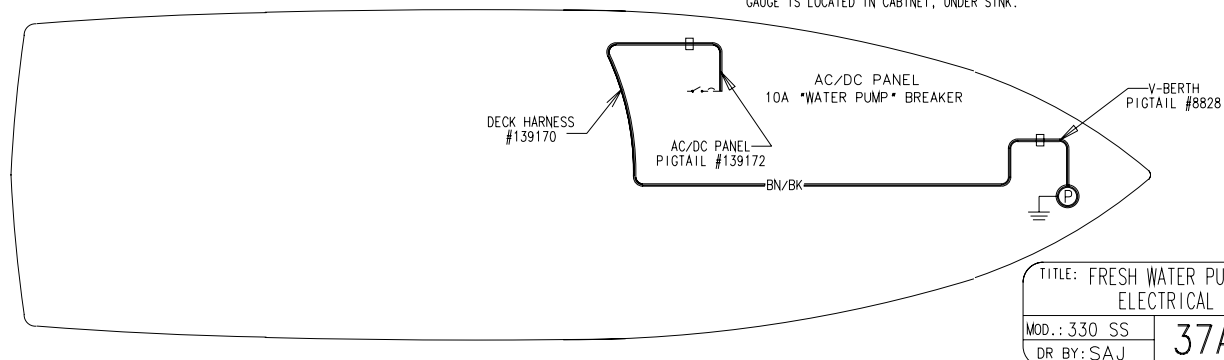 GAUGE IS LOCATED IN CABINET, UNDER SINK.
AC/DC PANEL
10A "WATER PUMP" BREAKER
V-BERTH
PIGTAIL #8828
DECK HARNESS
#139170
AC/DC PANEL
PIGTAIL #139172
BN/BK
P
TITLE: FRESH WATER PU
ELECTRICAL
MOD.: 330 SS
37A
DR BY: SAJ